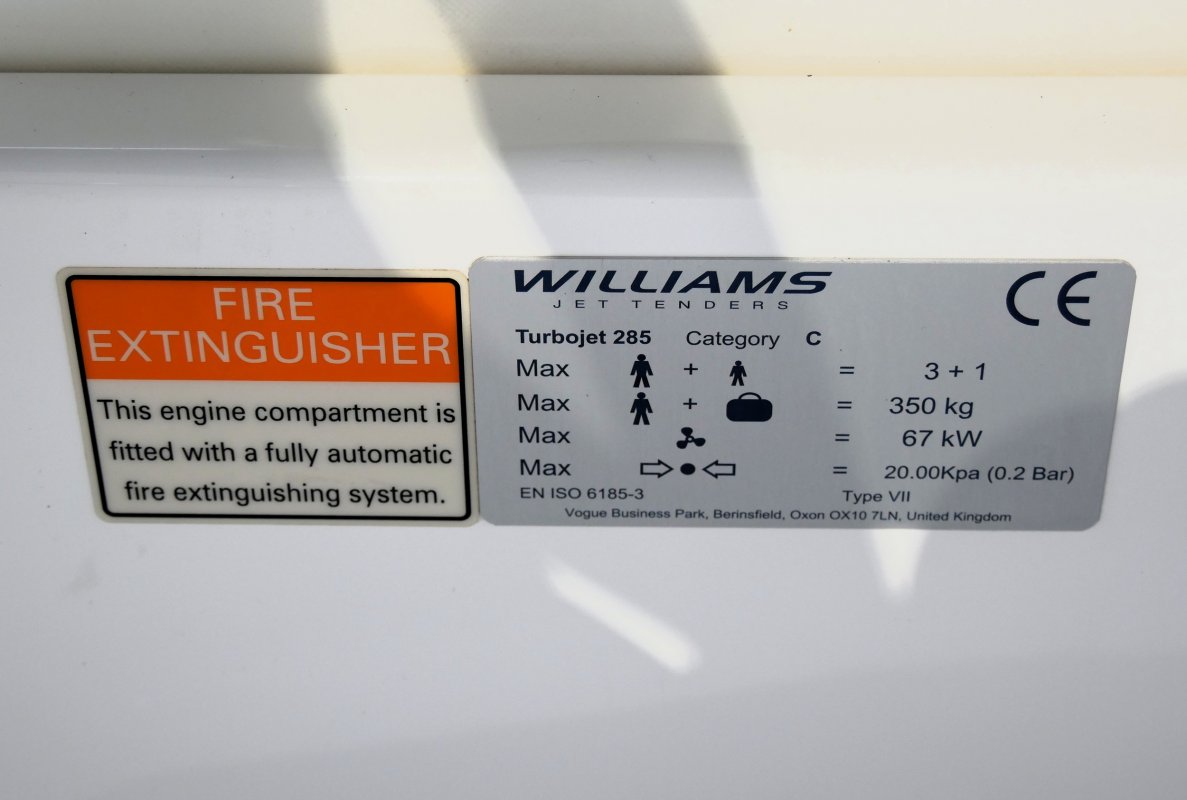 FIRE
EXTINGUISHER
This engine compartment is
fitted with a fully automatic
fire extinguishing system.
WILLIAMS
JET TENDERS
CE
Turbojet 285 Category C
Max + = 3 + 1
Max + = 350 kg
Max = 67 kW
Max = 20.00Kpa (0.2 Bar)
EN ISO 6185-3 Type VII
Vogue Business Park, Berinsfield, Oxon OX10 7LN, United Kingdom